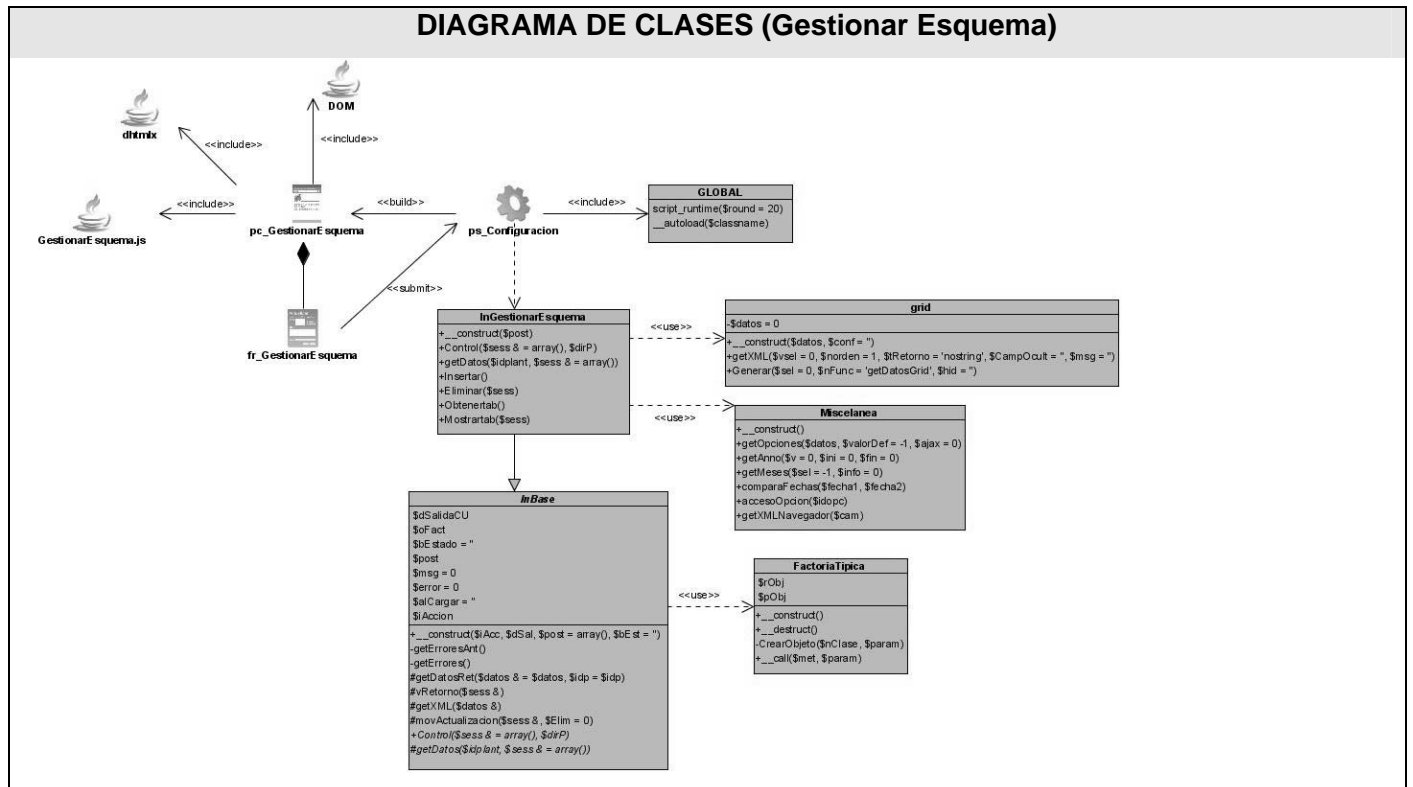 DIAGRAMA DE CLASES (Gestionar Esquema)
DOM
dhtmlx
<<include>>
<<include>>
<<include>>
GestionarEsquema.js
pc_GestionarEsquema
<<build>>
ps_Configuracion
<<include>>
GLOBAL
script_runtime($round = 20)
__autoload($classname)
<<submit>>
fr_GestionarEsquema
InGestionarEsquema
+__construct($post)
+Control($sess & = array(), $dirP)
+getDatos($idplant, $sess & = array())
+Insertar()
+Eliminar($sess)
+Obtenertab()
+Mostrartab($sess)
<<use>>
grid
-$datos = 0
+__construct($datos, $conf = '')
+getXML($vsel = 0, $norden = 1, $tRetorno = 'nostring', $CampOcult = '', $msg = '')
+Generar($sel = 0, $nFunc = 'getDatosGrid', $hid = '')
<<use>>
Miscelanea
+__construct()
+getOpciones($datos, $valorDef = -1, $ajax = 0)
+getAnno($v = 0, $ini = 0, $fin = 0)
+getMeses($sel = -1, $info = 0)
+comparaFechas($fecha1, $fecha2)
+accesoOpcion($idopc)
+getXMLNavegador($cam)
InBase
$dSalidaCU
$oFact
$bEstado = ''
$post
$msg = 0
$error = 0
$alCargar = ''
$iAccion
+__construct($iAcc, $dSal, $post = array(), $bEst = '')
-getErroresAnt()
-getErrores()
#getDatosRet($datos & = $datos, $idp = $idp)
#vRetorno($sess &)
#getXML($datos &)
#movActualizacion($sess &, $Elim = 0)
+Control($sess & = array(), $dirP)
#getDatos($idplant, $sess & = array())
<<use>>
FactoriaTipica
$rObj
$pObj
+__construct()
+__destruct()
-CrearObjeto($nClase, $param)
+__call($met, $param)